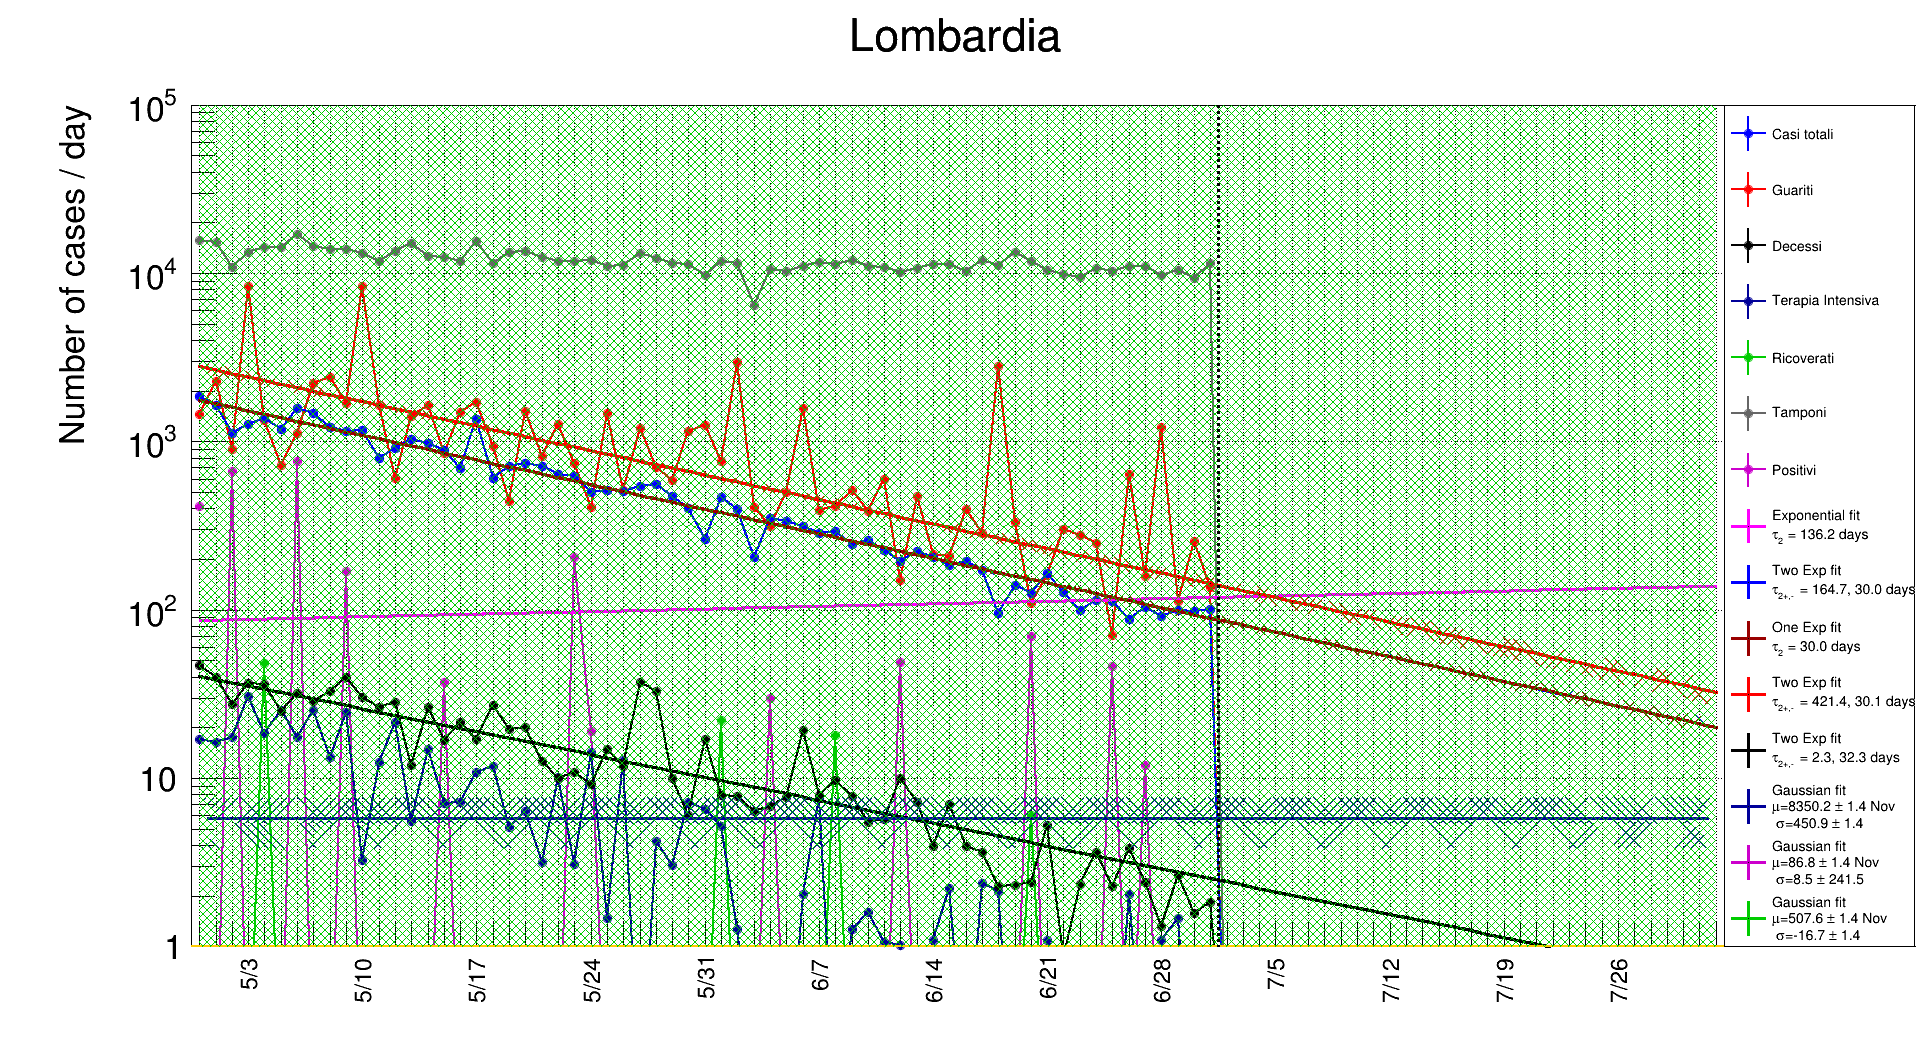 Lombardia
Number of cases / day
10^5
10^4
10^3
10^2
10
1
5/3
5/10
5/17
5/24
5/31
6/7
6/14
6/21
6/28
7/5
7/12
7/19
7/26
Casi totali
Guariti
Decessi
Terapia Intensiva
Ricoverati
Tamponi
Positivi
Exponential fit
τ_2 = 136.2 days
Two Exp fit
τ_2+,- = 164.7, 30.0 days
One Exp fit
τ_2 = 30.0 days
Two Exp fit
τ_2+,- = 421.4, 30.1 days
Two Exp fit
τ_2+,- = 2.3, 32.3 days
Gaussian fit
μ=8350.2 ± 1.4 Nov
σ=450.9 ± 1.4
Gaussian fit
μ=86.8 ± 1.4 Nov
σ=8.5 ± 241.5
Gaussian fit
μ=507.6 ± 1.4 Nov
σ=-16.7 ± 1.4